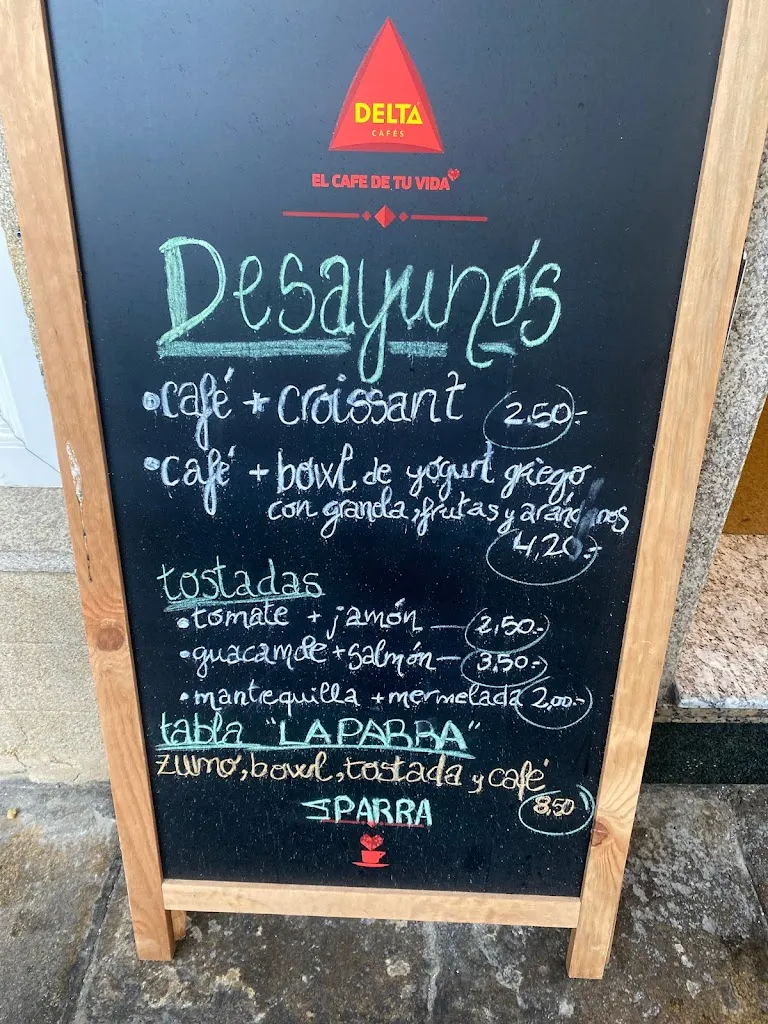 DELTA
CAFÉS
EL CAFE DE TU VIDA
Desayunos
•café + croissant 2,50.-
•café + bowl de yógurt griego
con granola, frutas y arándanos
4,20.-
tostadas
•tomate + jamón — 2,50.-
•guacamole + salmón — 3,50.-
•mantequilla + mermelada 2,00.-
tabla "LA PARRA"
zumo, bowl, tostada y café
8,50
PARRA